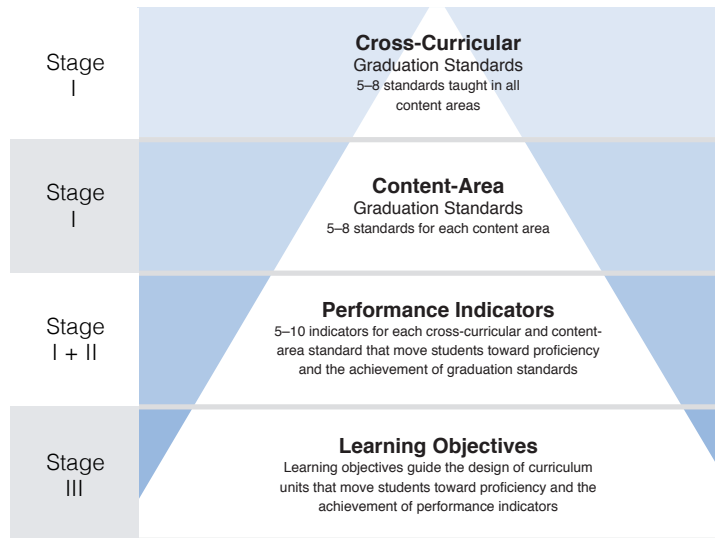 Stage
I
Cross-Curricular
Graduation Standards
5–8 standards taught in all
content areas
Stage
I
Content-Area
Graduation Standards
5–8 standards for each content area
Stage
I + II
Performance Indicators
5–10 indicators for each cross-curricular and content-
area standard that move students toward proficiency
and the achievement of graduation standards
Stage
III
Learning Objectives
Learning objectives guide the design of curriculum
units that move students toward proficiency and the
achievement of performance indicators